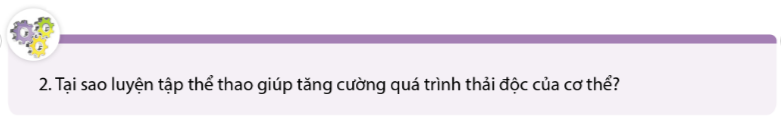 2. Tại sao luyện tập thể thao giúp tăng cường quá trình thải độc của cơ thể?